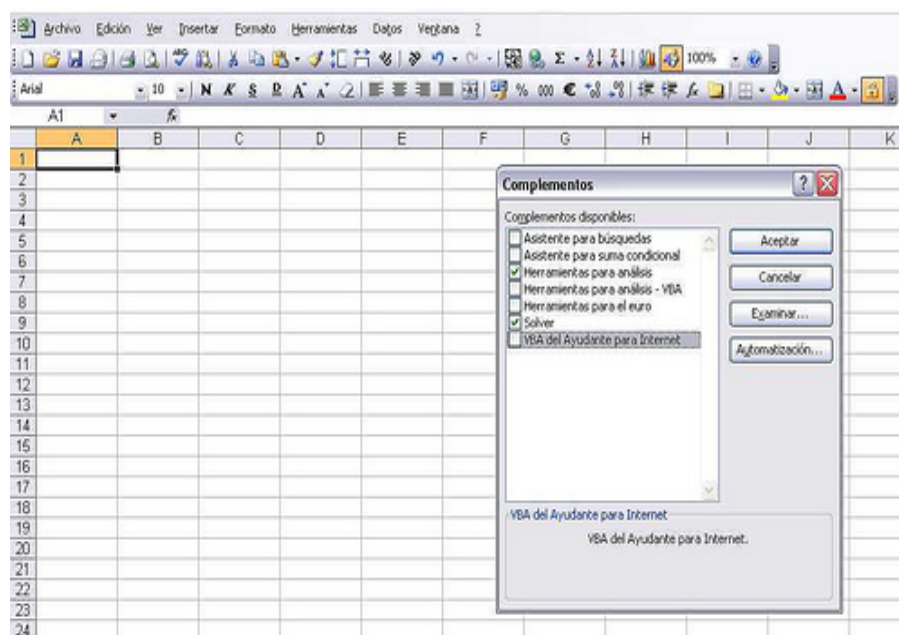 Archivo Edición Ver Insertar Formato Herramientas Datos Ventana ?
Σ 100%
Arial 10 N K S % 000 € A
A1 fx
A B C D E F G H I J K
1
2
3
4
5
6
7
8
9
10
11
12
13
14
15
16
17
18
19
20
21
22
23
24
Complementos ?
Complementos disponibles:
Asistente para búsquedas
Asistente para suma condicional
Herramientas para análisis
Herramientas para análisis - VBA
Herramientas para el euro
Solver
VBA del Ayudante para Internet
Aceptar
Cancelar
Examinar...
Automatización...
VBA del Ayudante para Internet
VBA del Ayudante para Internet.